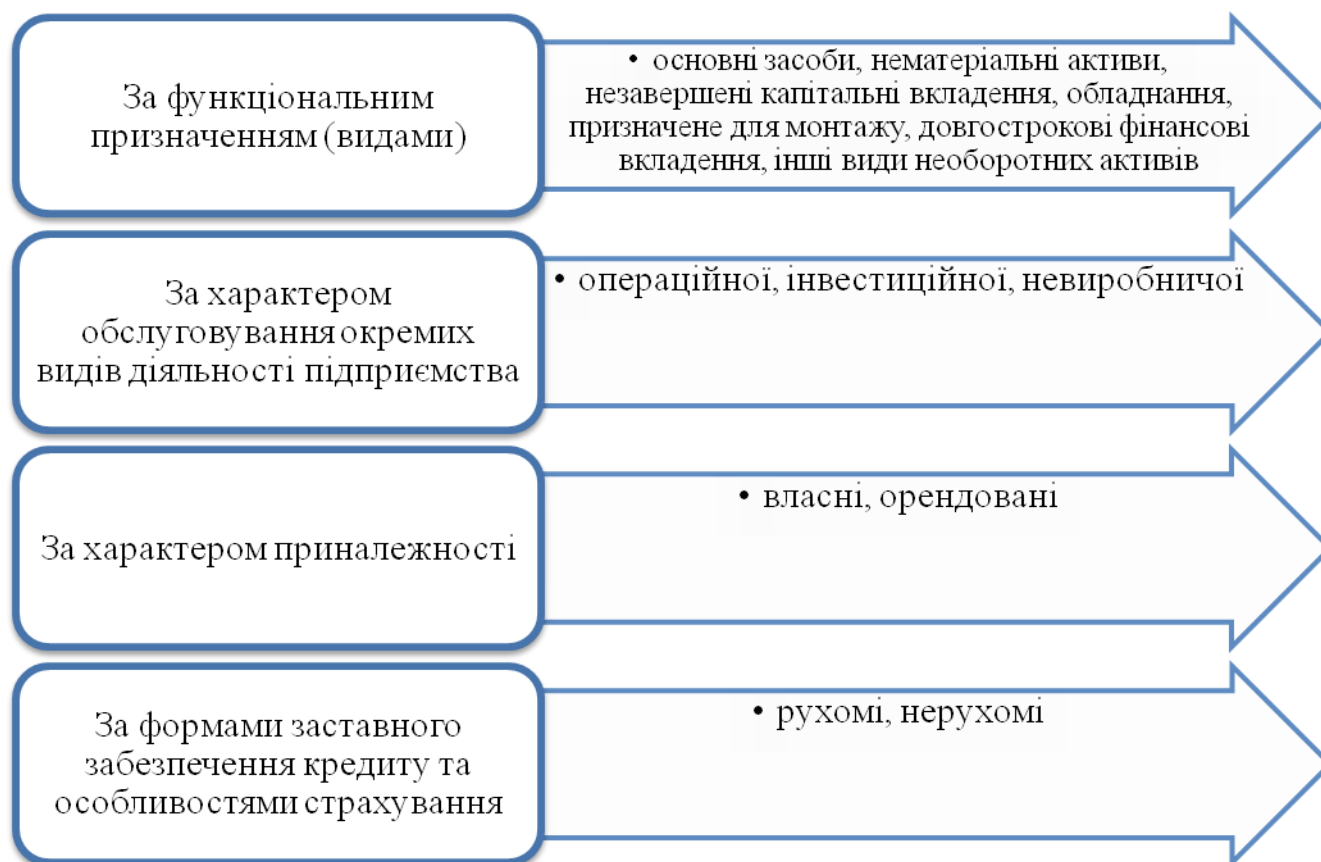 За функціональним
призначенням (видами)
• основні засоби, нематеріальні активи,
незавершені капітальні вкладення, обладнання,
призначене для монтажу, довгострокові фінансові
вкладення, інші види необоротних активів
За характером
обслуговування окремих
видів діяльності підприємства
• операційної, інвестиційної, невиробничої
За характером приналежності
• власні, орендовані
За формами заставного
забезпечення кредиту та
особливостями страхування
• рухомі, нерухомі